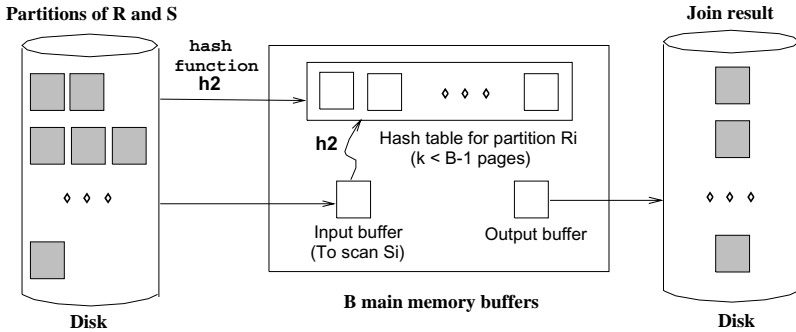 Partitions of R and S
Join result
hash
function
h2
h2
Hash table for partition Ri
(k < B-1 pages)
Input buffer
(To scan Si)
Output buffer
B main memory buffers
Disk
Disk